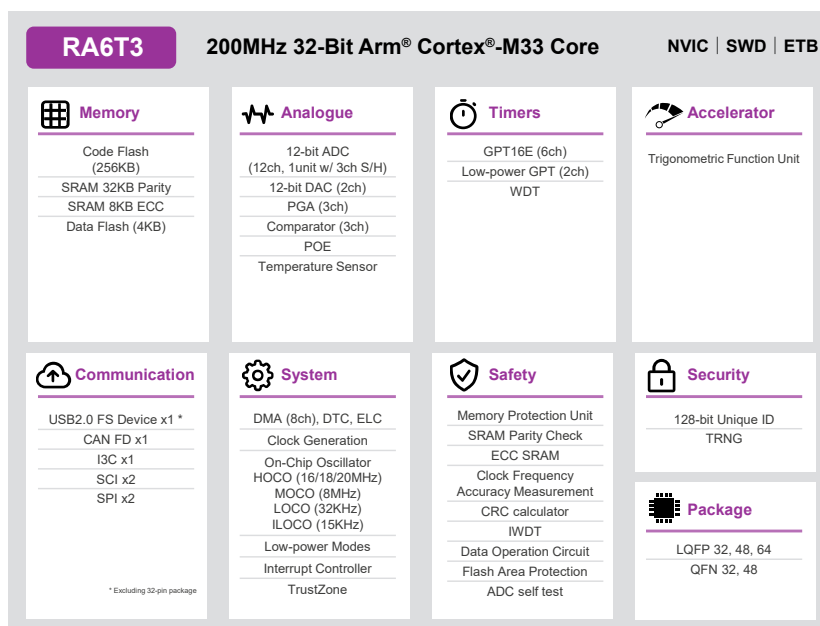 RA6T3
200MHz 32-Bit Arm® Cortex®-M33 Core
NVIC | SWD | ETB
Memory
Code Flash
(256KB)
SRAM 32KB Parity
SRAM 8KB ECC
Data Flash (4KB)
Analogue
12-bit ADC
(12ch, 1unit w/ 3ch S/H)
12-bit DAC (2ch)
PGA (3ch)
Comparator (3ch)
POE
Temperature Sensor
Timers
GPT16E (6ch)
Low-power GPT (2ch)
WDT
Accelerator
Trigonometric Function Unit
Communication
USB2.0 FS Device x1 *
CAN FD x1
I3C x1
SCI x2
SPI x2
* Excluding 32-pin package
System
DMA (8ch), DTC, ELC
Clock Generation
On-Chip Oscillator
HOCO (16/18/20MHz)
MOCO (8MHz)
LOCO (32KHz)
ILOCO (15KHz)
Low-power Modes
Interrupt Controller
TrustZone
Safety
Memory Protection Unit
SRAM Parity Check
ECC SRAM
Clock Frequency
Accuracy Measurement
CRC calculator
IWDT
Data Operation Circuit
Flash Area Protection
ADC self test
Security
128-bit Unique ID
TRNG
Package
LQFP 32, 48, 64
QFN 32, 48